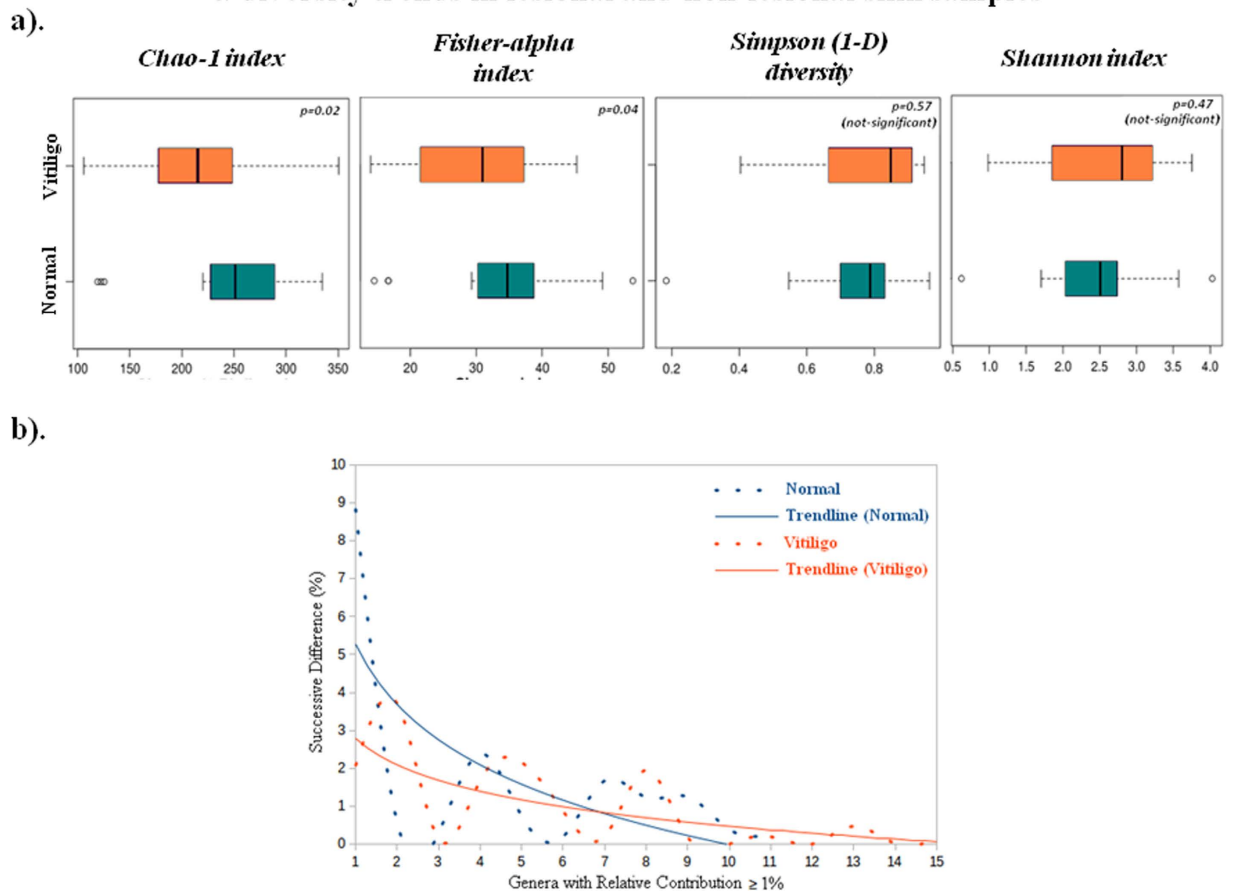 a).
Chao-1 index
Fisher-alpha
index
Simpson (1-D)
diversity
Shannon index
Vitiligo
Normal
p=0.02
p=0.04
p=0.57
(not-significant)
p=0.47
(not-significant)
100 150 200 250 300 350
20 30 40 50
0.2 0.4 0.6 0.8
0.5 1.0 1.5 2.0 2.5 3.0 3.5 4.0
b).
Successive Difference (%)
10
9
8
7
6
5
4
3
2
1
0
Normal
Trendline (Normal)
Vitiligo
Trendline (Vitiligo)
1 2 3 4 5 6 7 8 9 10 11 12 13 14 15
Genera with Relative Contribution ≥ 1%